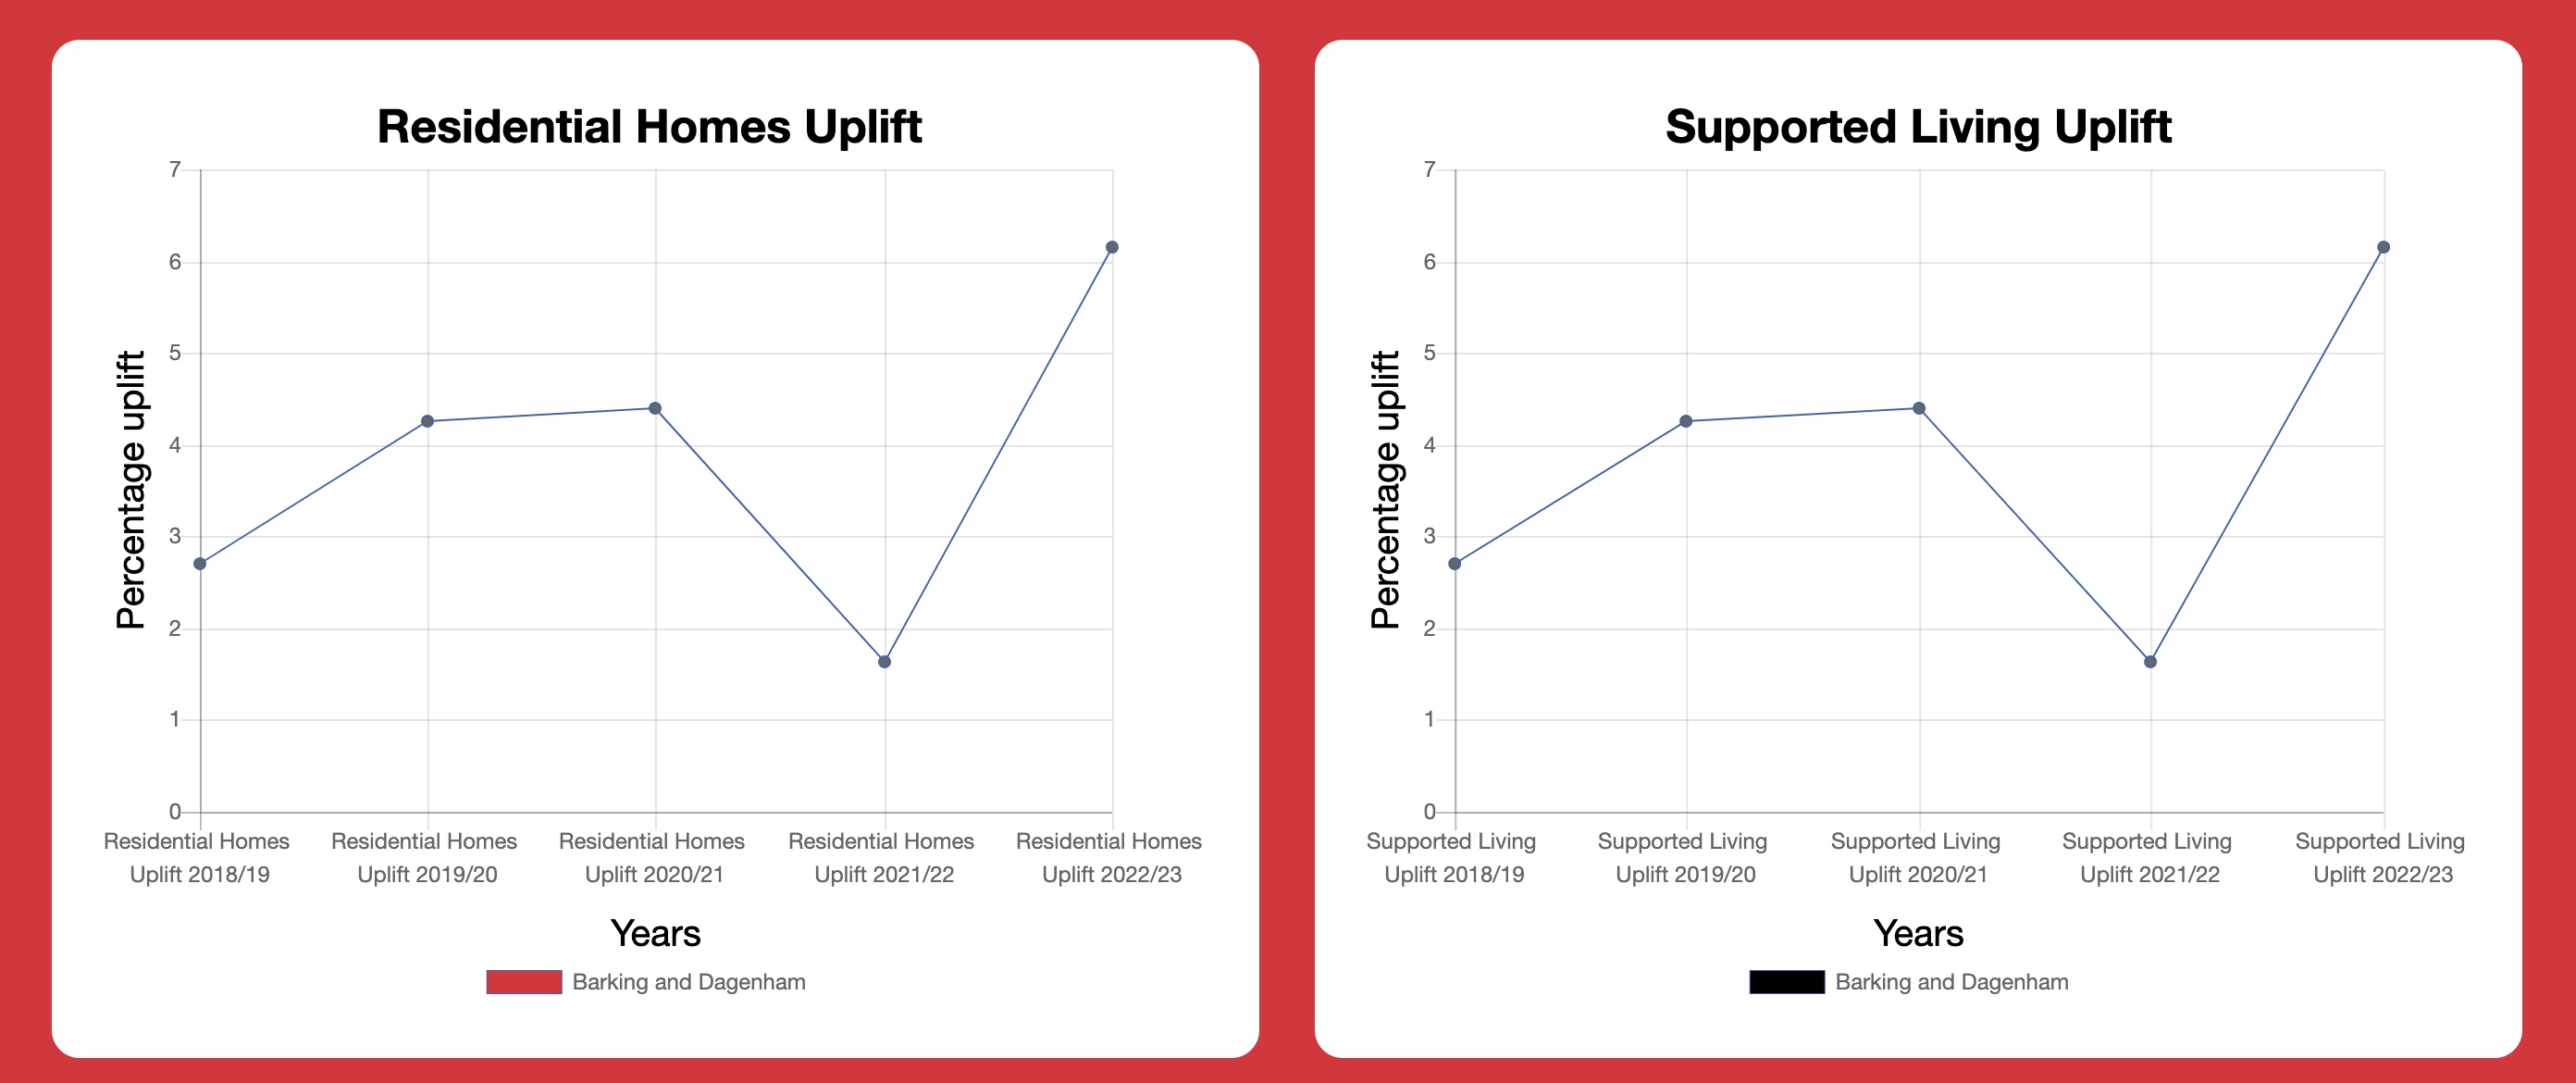 Residential Homes Uplift
7
6
5
4
3
2
1
0
Percentage uplift
Residential Homes Uplift 2018/19
Residential Homes Uplift 2019/20
Residential Homes Uplift 2020/21
Residential Homes Uplift 2021/22
Residential Homes Uplift 2022/23
Years
Barking and Dagenham
Supported Living Uplift
7
6
5
4
3
2
1
0
Percentage uplift
Supported Living Uplift 2018/19
Supported Living Uplift 2019/20
Supported Living Uplift 2020/21
Supported Living Uplift 2021/22
Supported Living Uplift 2022/23
Years
Barking and Dagenham